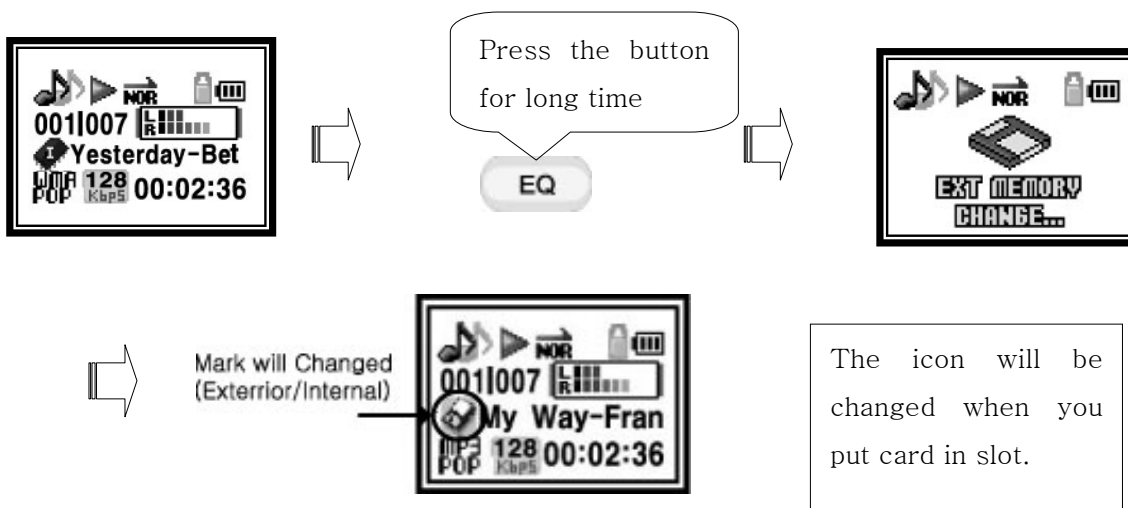 NOR
001|007 L
R
I Yesterday-Bet
WMA 128
POP Kbps 00:02:36
Press the button
for long time
EQ
NOR
EXT MEMORY
CHANGE...
Mark will Changed
(Exterrior/Internal)
NOR
001|007 L
R
My Way-Fran
MP3 128
POP Kbps 00:02:36
The icon will be
changed when you
put card in slot.